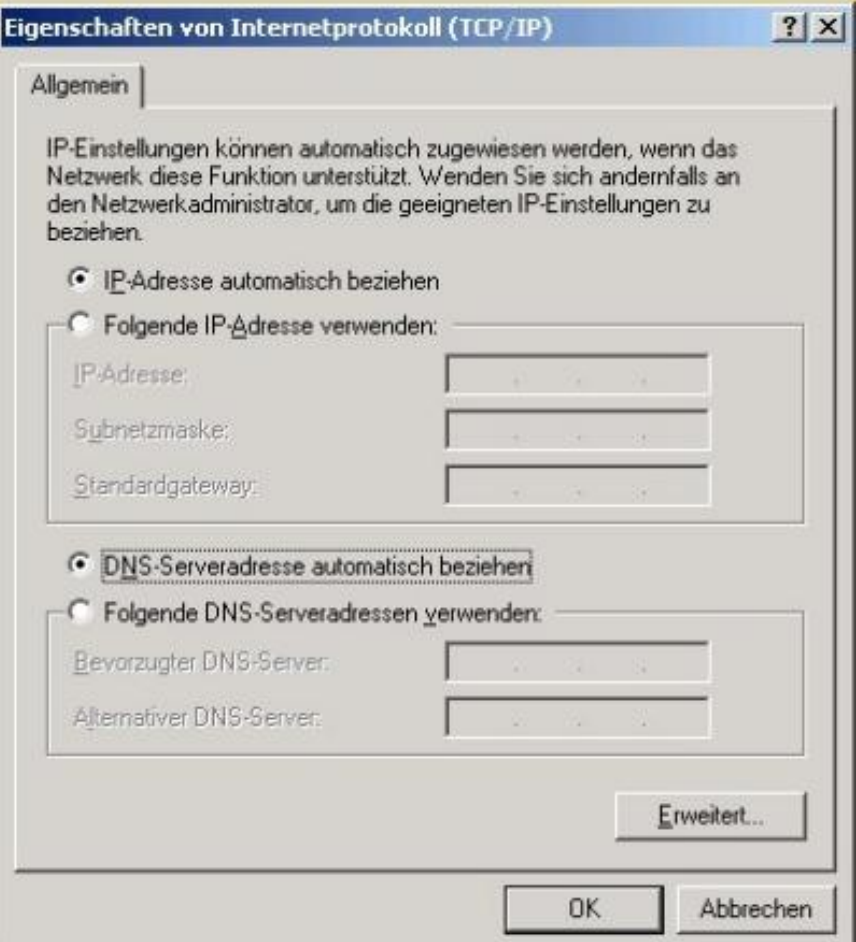 Eigenschaften von Internetprotokoll (TCP/IP)
Allgemein
IP-Einstellungen können automatisch zugewiesen werden, wenn das
Netzwerk diese Funktion unterstützt. Wenden Sie sich andernfalls an
den Netzwerkadministrator, um die geeigneten IP-Einstellungen zu
beziehen.
IP-Adresse automatisch beziehen
Folgende IP-Adresse verwenden:
IP-Adresse:
Subnetzmaske:
Standardgateway:
DNS-Serveradresse automatisch beziehen
Folgende DNS-Serveradressen verwenden:
Bevorzugter DNS-Server:
Alternativer DNS-Server:
Erweitert...
OK Abbrechen